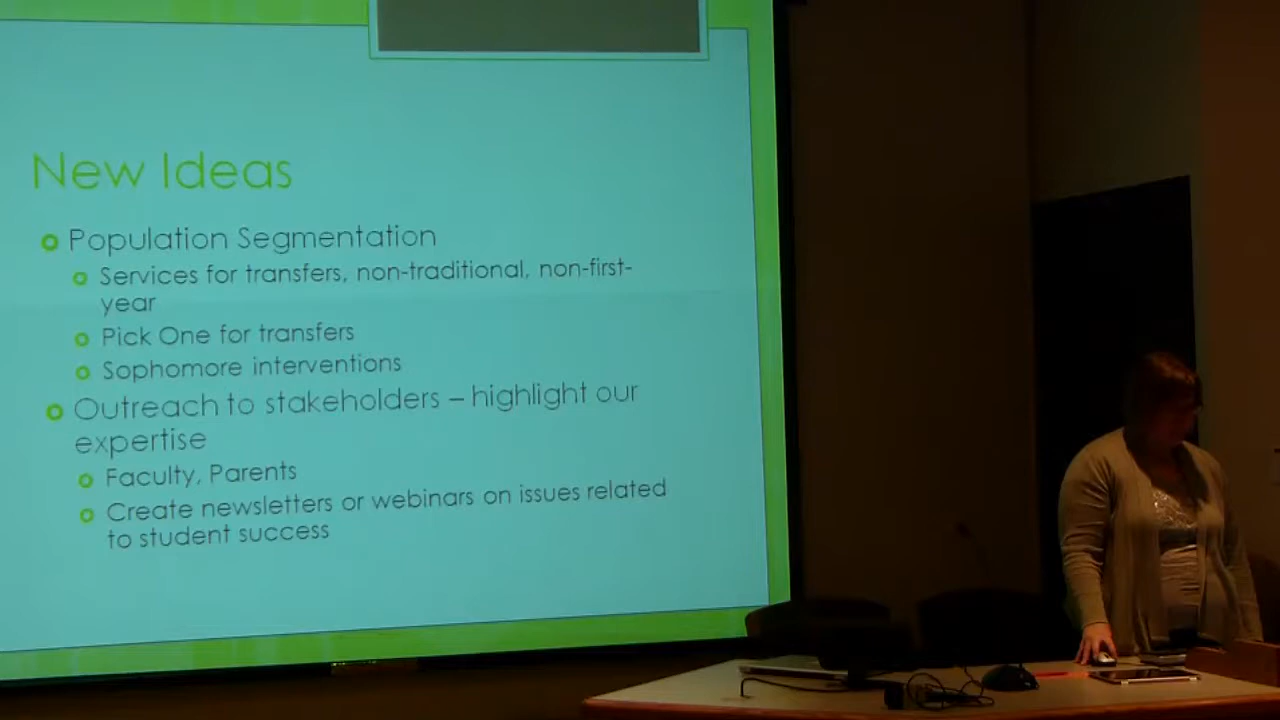 New Ideas
Population Segmentation
Services for transfers, non-traditional, non-first-
year
Pick One for transfers
Sophomore interventions
Outreach to stakeholders – highlight our
expertise
Faculty, Parents
Create newsletters or webinars on issues related
to student success